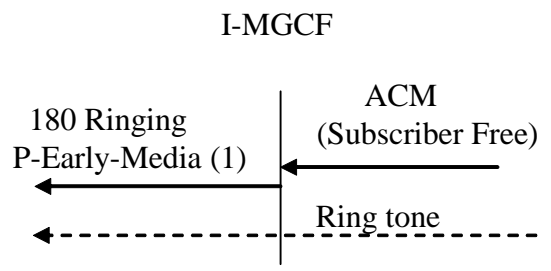 I-MGCF
ACM
(Subscriber Free)
180 Ringing
P-Early-Media (1)
Ring tone